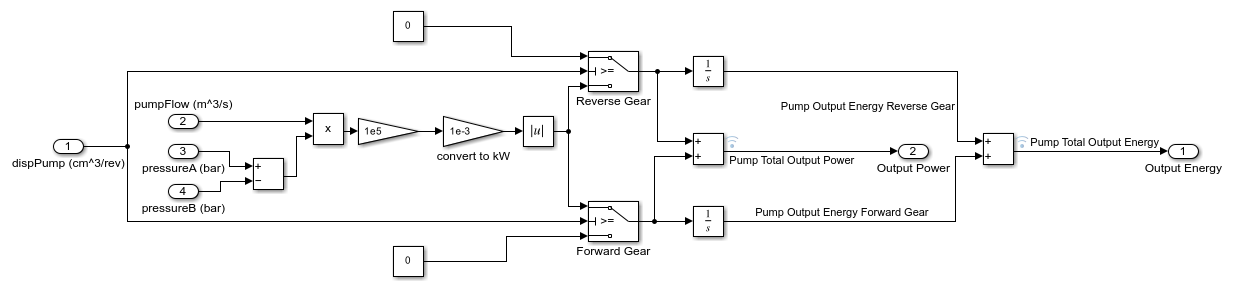 0
>=
Reverse Gear
1
s
pumpFlow (m^3/s)
2
x
1e5
1e-3
convert to kW
|u|
Pump Output Energy Reverse Gear
1
dispPump (cm^3/rev)
3
pressureA (bar)
+
−
4
pressureB (bar)
+
+
Pump Total Output Power
2
Output Power
+
+
Pump Total Output Energy
1
Output Energy
>=
Forward Gear
1
s
Pump Output Energy Forward Gear
0